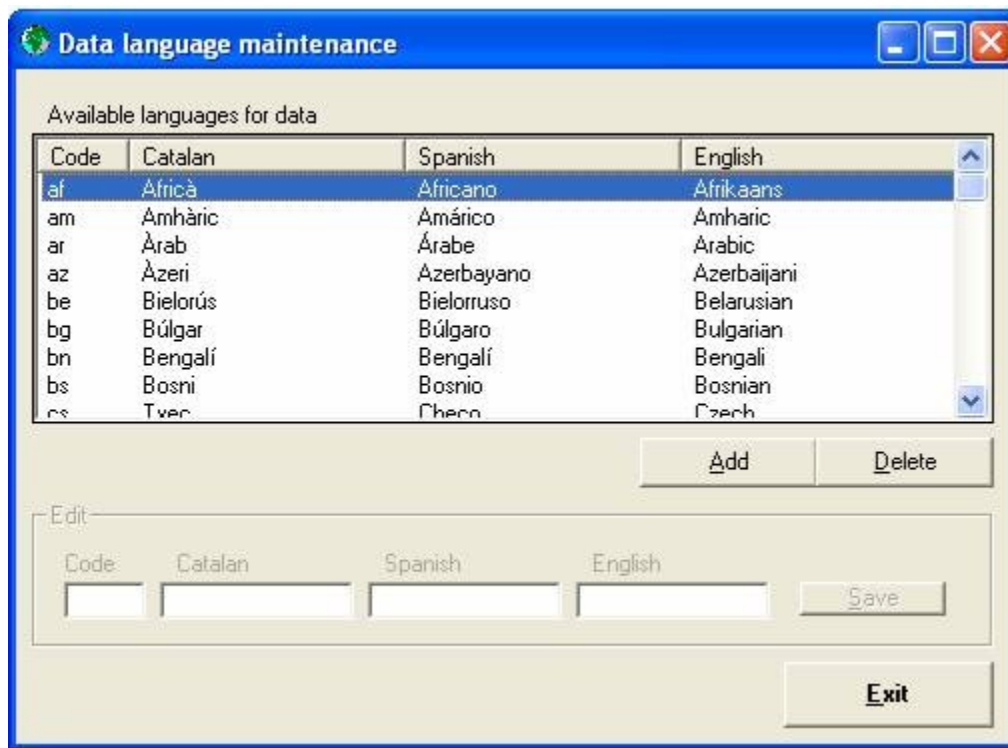 Data language maintenance
Available languages for data
Code Catalan Spanish English
af Africà Africano Afrikaans
am Amhàric Amárico Amharic
ar Àrab Árabe Arabic
az Àzeri Azerbayano Azerbaijani
be Bielorús Bielorruso Belarusian
bg Búlgar Búlgaro Bulgarian
bn Bengalí Bengalí Bengali
bs Bosni Bosnio Bosnian
cs Txec Checo Czech
Add Delete
Edit
Code Catalan Spanish English
Save
Exit